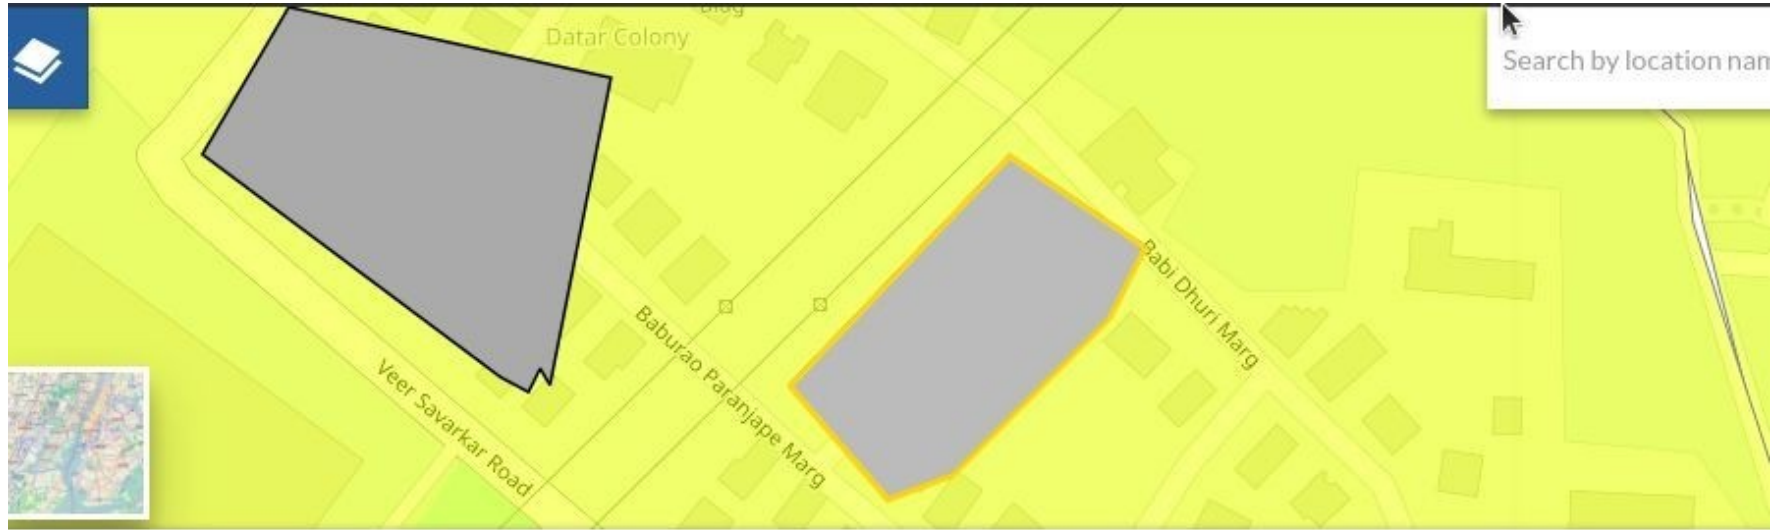 Datar Colony
Search by location nam
Babi Dhuri Marg
Baburao Paranjape Marg
Veer Savarkar Road